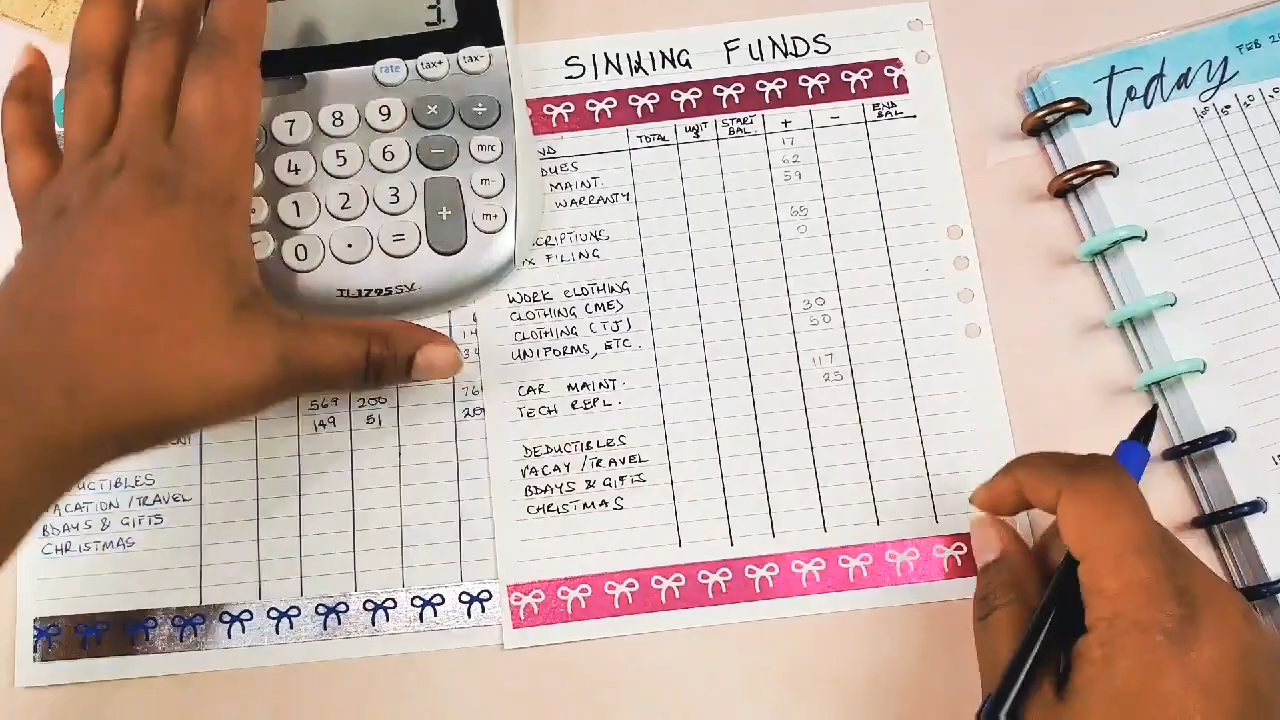 3.
rate tax+ tax-
7 8 9 × ÷
4 5 6 − mrc
1 2 3 + m-
0 · = m+
TI-1795SV
569 200
149 51
VACATION/TRAVEL
BDAYS & GIFTS
CHRISTMAS
SINKING FUNDS
TOTAL START BAL. + - END BAL
DUES 17
MAINT. 62
WARRANTY 59
CRIPTIONS 65
FILING 0
WORK CLOTHING
CLOTHING (ME) 30
CLOTHING (TJ) 50
UNIFORMS, ETC.
CAR MAINT. 117
TECH REPL. 25
DEDUCTIBLES
VACAY/TRAVEL
BDAYS & GIFTS
CHRISTMAS
today
FEB